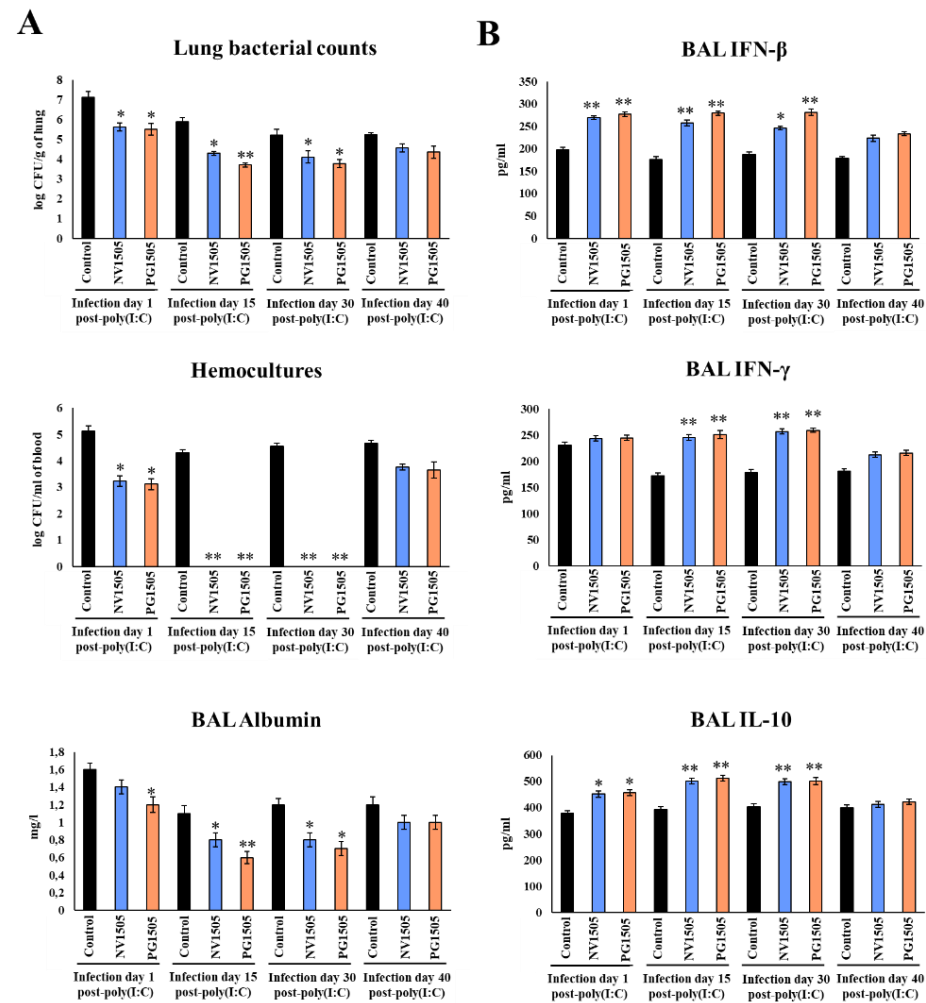 A
Lung bacterial counts
log CFU/g of lung
8
7
6
5
4
3
2
1
0
* * * ** * *
Control NV1505 PG1505 Control NV1505 PG1505 Control NV1505 PG1505 Control NV1505 PG1505
Infection day 1 Infection day 15 Infection day 30 Infection day 40
post-poly(I:C) post-poly(I:C) post-poly(I:C) post-poly(I:C)
Hemocultures
log CFU/ml of blood
6
5
4
3
2
1
0
* * ** ** ** **
Control NV1505 PG1505 Control NV1505 PG1505 Control NV1505 PG1505 Control NV1505 PG1505
Infection day 1 Infection day 15 Infection day 30 Infection day 40
post-poly(I:C) post-poly(I:C) post-poly(I:C) post-poly(I:C)
BAL Albumin
mg/l
1,8
1,6
1,4
1,2
1
0,8
0,6
0,4
0,2
0
* * ** * *
Control NV1505 PG1505 Control NV1505 PG1505 Control NV1505 PG1505 Control NV1505 PG1505
Infection day 1 Infection day 15 Infection day 30 Infection day 40
post-poly(I:C) post-poly(I:C) post-poly(I:C) post-poly(I:C)
B
BAL IFN-β
pg/ml
350
300
250
200
150
100
50
0
** ** ** ** * **
Control NV1505 PG1505 Control NV1505 PG1505 Control NV1505 PG1505 Control NV1505 PG1505
Infection day 1 Infection day 15 Infection day 30 Infection day 40
post-poly(I:C) post-poly(I:C) post-poly(I:C) post-poly(I:C)
BAL IFN-γ
pg/ml
300
250
200
150
100
50
0
** ** ** **
Control NV1505 PG1505 Control NV1505 PG1505 Control NV1505 PG1505 Control NV1505 PG1505
Infection day 1 Infection day 15 Infection day 30 Infection day 40
post-poly(I:C) post-poly(I:C) post-poly(I:C) post-poly(I:C)
BAL IL-10
pg/ml
600
500
400
300
200
100
0
* * ** ** ** **
Control NV1505 PG1505 Control NV1505 PG1505 Control NV1505 PG1505 Control NV1505 PG1505
Infection day 1 Infection day 15 Infection day 30 Infection day 40
post-poly(I:C) post-poly(I:C) post-poly(I:C) post-poly(I:C)